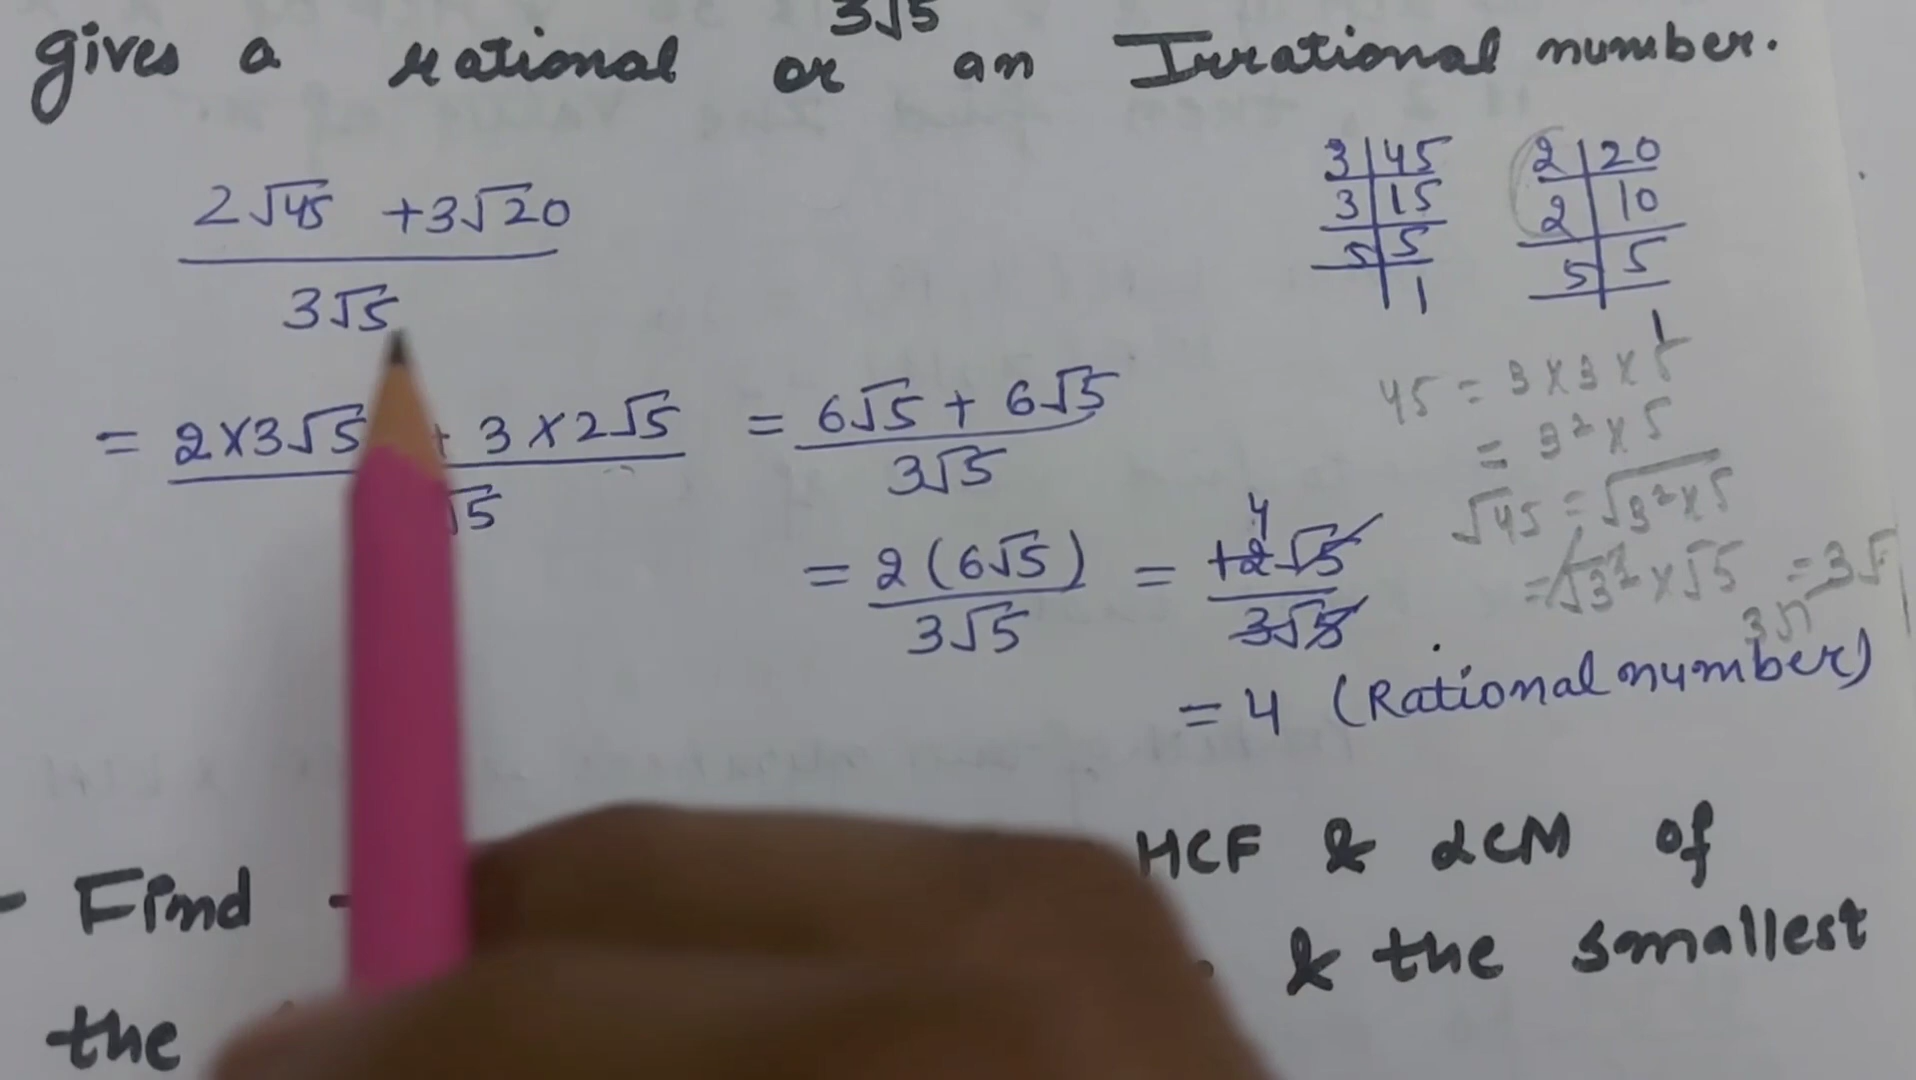 3√5
gives a rational or an Irrational number.
2√45 + 3√20
3√5
= 2×3√5 + 3×2√5 = 6√5 + 6√5
√5 3√5
= 2(6√5) = 12√5 4
3√5 3√5
= 4 (Rational number)
3 | 45
3 | 15
5 | 5
1
2 | 20
2 | 10
5 | 5
1
45 = 3×3×5
= 3²×5
√45 = √3²×5
= √3²×√5 = 3√
Find HCF & LCM of
& the smallest
the